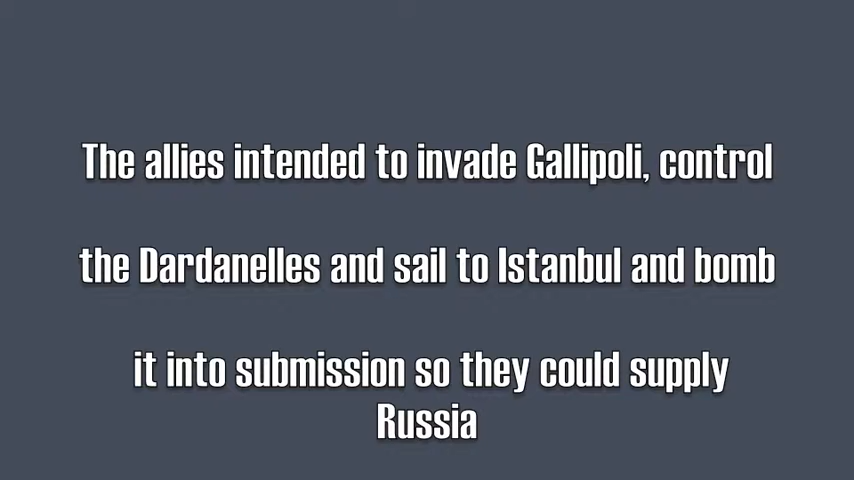 The allies intended to invade Gallipoli, control
the Dardanelles and sail to Istanbul and bomb
it into submission so they could supply
Russia